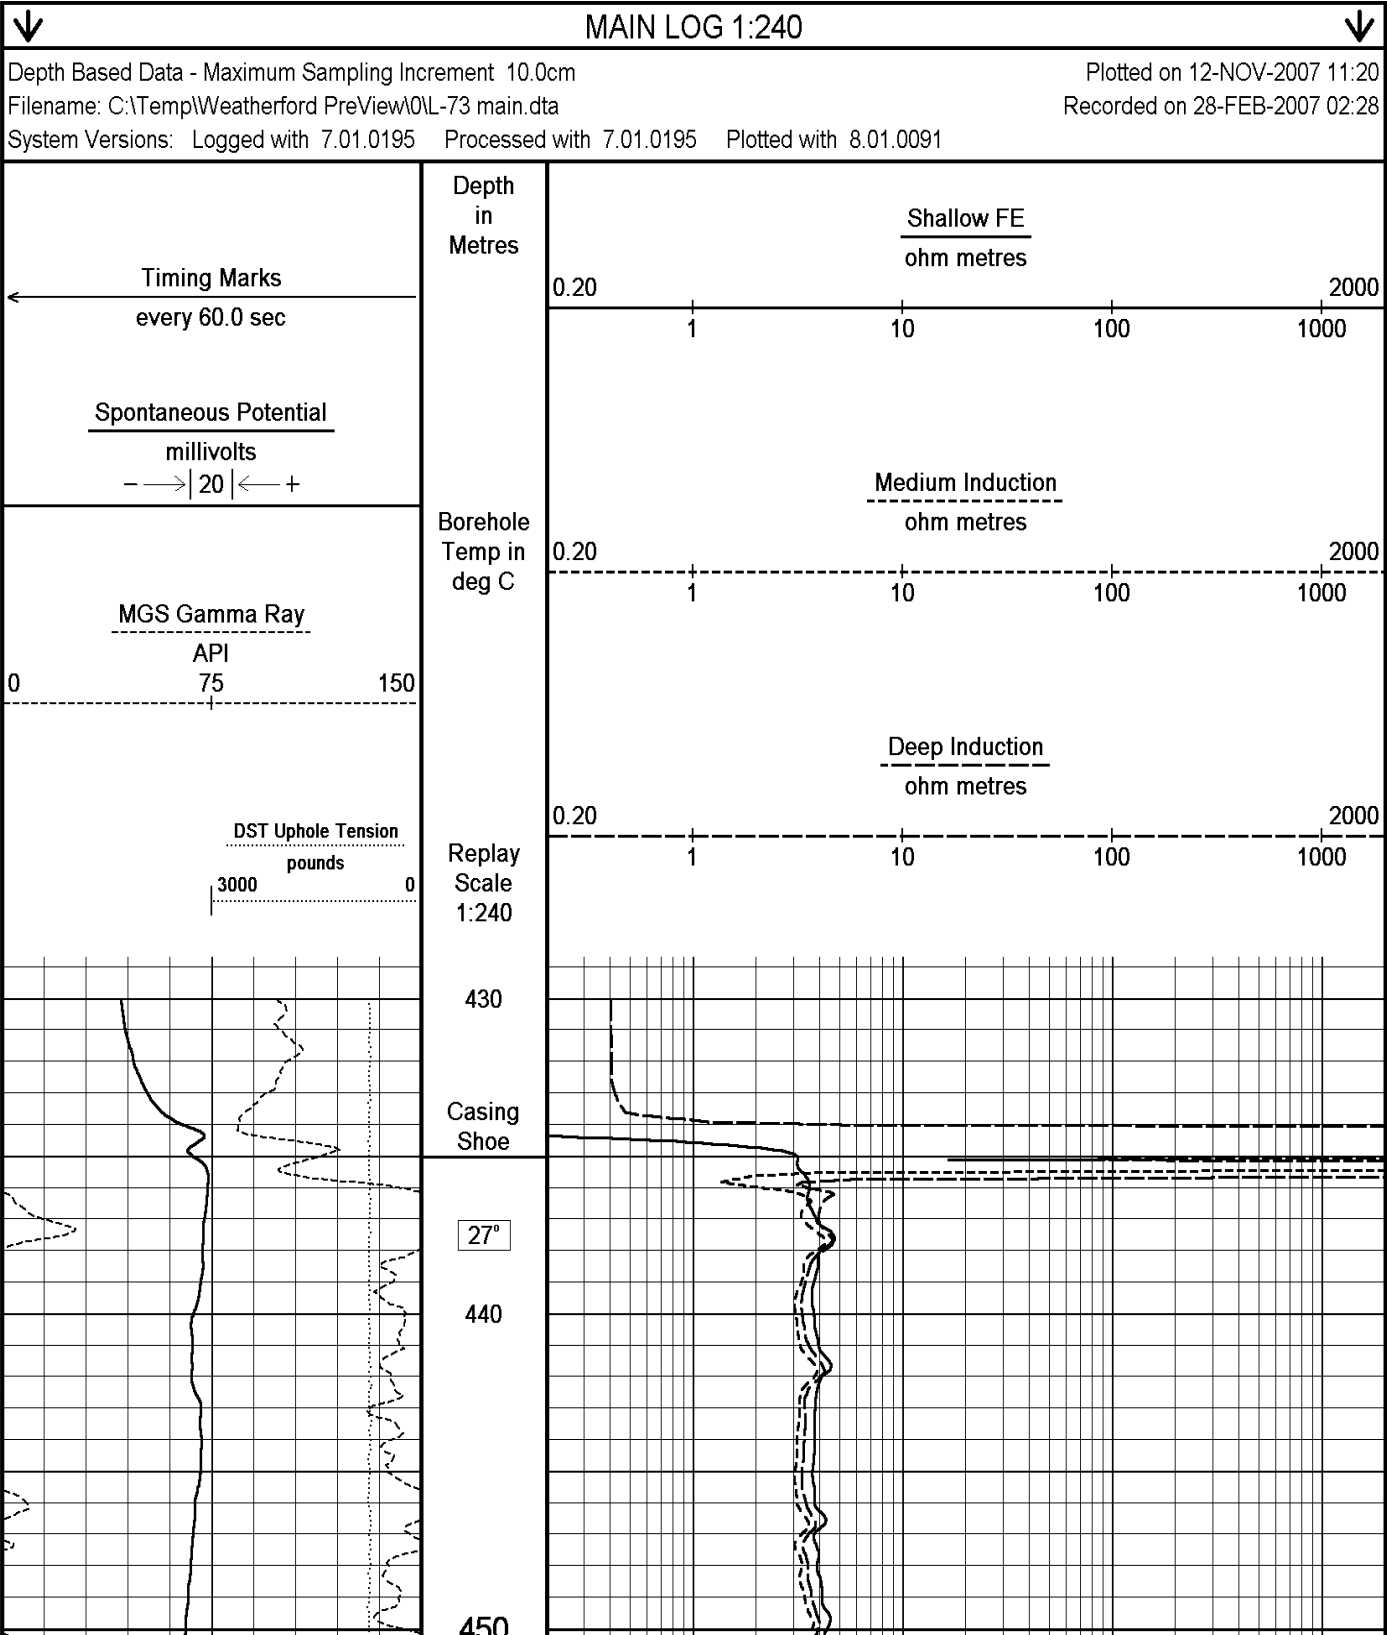 MAIN LOG 1:240
Depth Based Data - Maximum Sampling Increment 10.0cm
Plotted on 12-NOV-2007 11:20
Filename: C:\Temp\Weatherford PreView\0\L-73 main.dta
Recorded on 28-FEB-2007 02:28
System Versions: Logged with 7.01.0195 Processed with 7.01.0195 Plotted with 8.01.0091
Timing Marks
every 60.0 sec
Spontaneous Potential
millivolts
− 20 +
MGS Gamma Ray
API
0 75 150
DST Uphole Tension
pounds
3000 0
Depth
in
Metres
Borehole
Temp in
deg C
Replay
Scale
1:240
Shallow FE
ohm metres
0.20 2000
1 10 100 1000
Medium Induction
ohm metres
0.20 2000
1 10 100 1000
Deep Induction
ohm metres
0.20 2000
1 10 100 1000
430
Casing
Shoe
27°
440
450